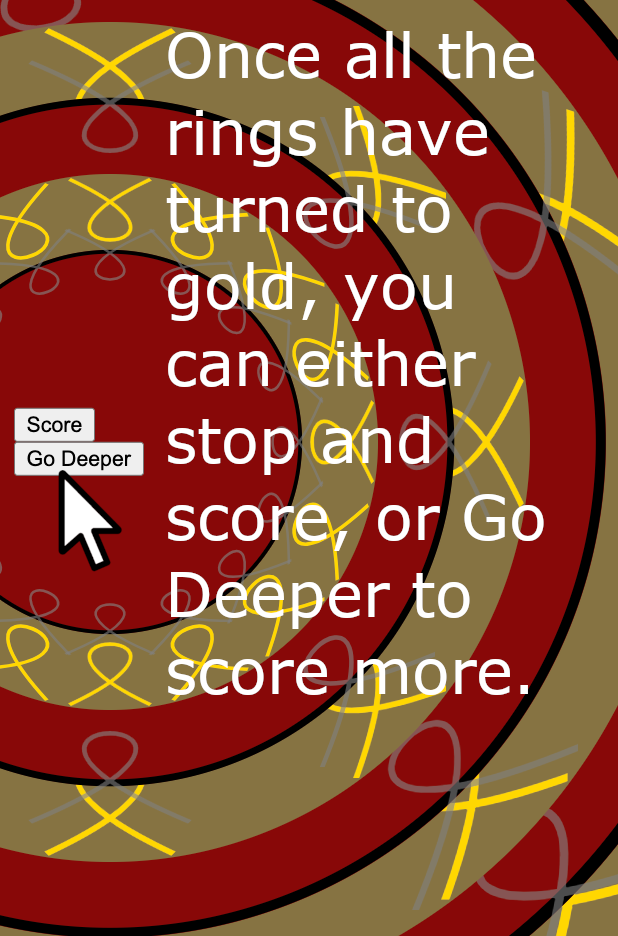 Once all the
rings have
turned to
gold, you
can either
stop and
score, or Go
Deeper to
score more.
Score
Go Deeper